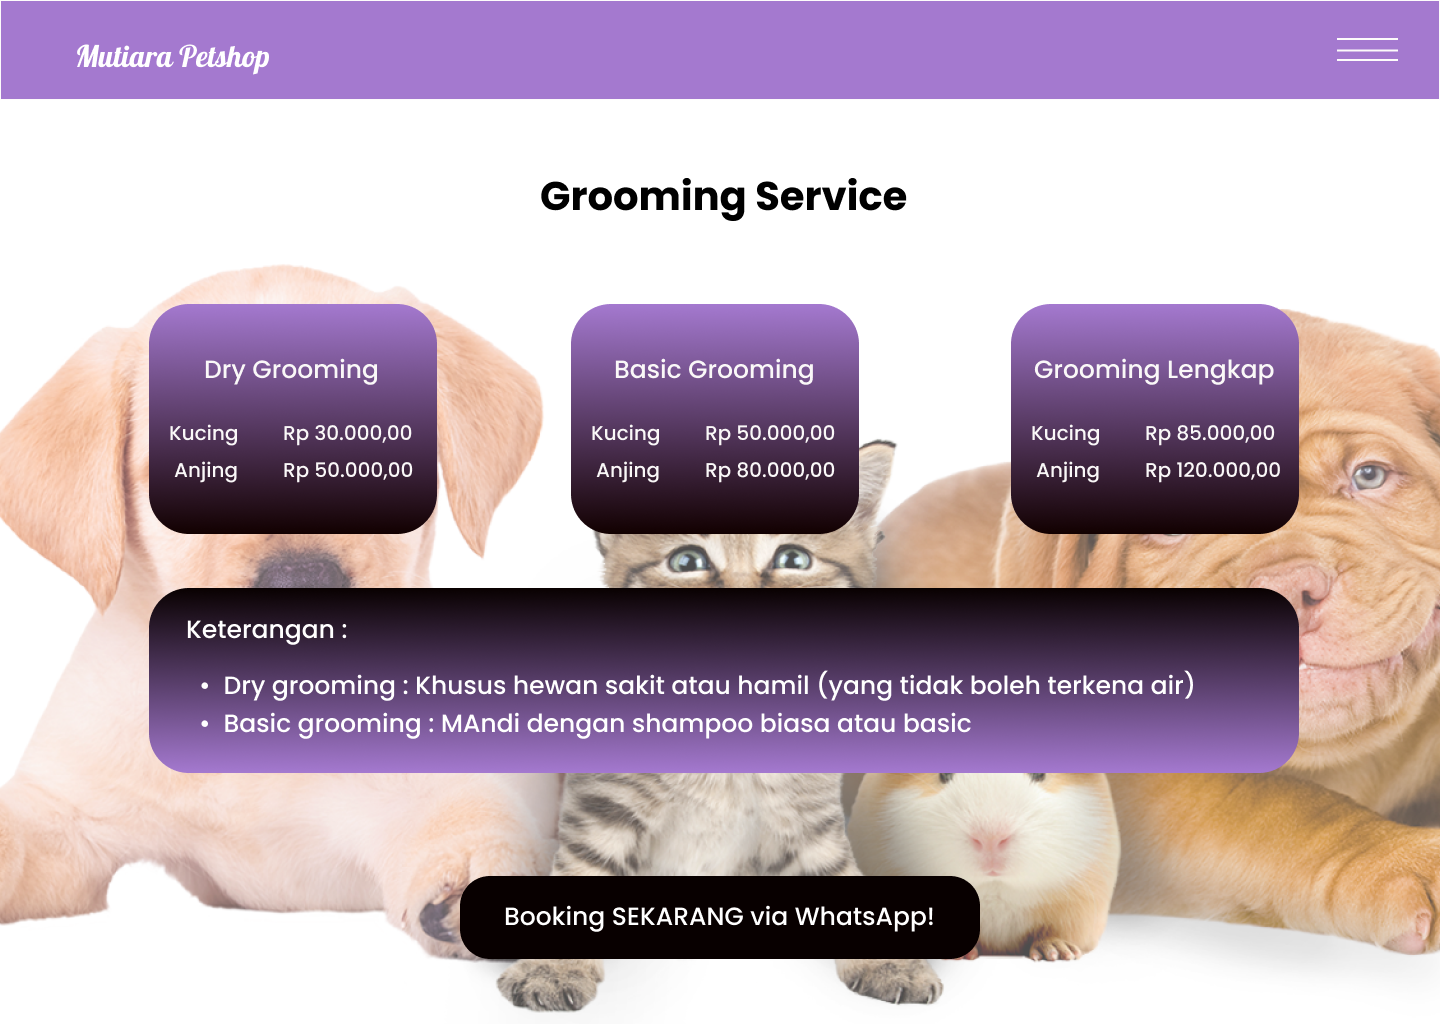 Mutiara Petshop
Grooming Service
Dry Grooming
Kucing Rp 30.000,00
Anjing Rp 50.000,00
Basic Grooming
Kucing Rp 50.000,00
Anjing Rp 80.000,00
Grooming Lengkap
Kucing Rp 85.000,00
Anjing Rp 120.000,00
Keterangan :
• Dry grooming : Khusus hewan sakit atau hamil (yang tidak boleh terkena air)
• Basic grooming : MAndi dengan shampoo biasa atau basic
Booking SEKARANG via WhatsApp!